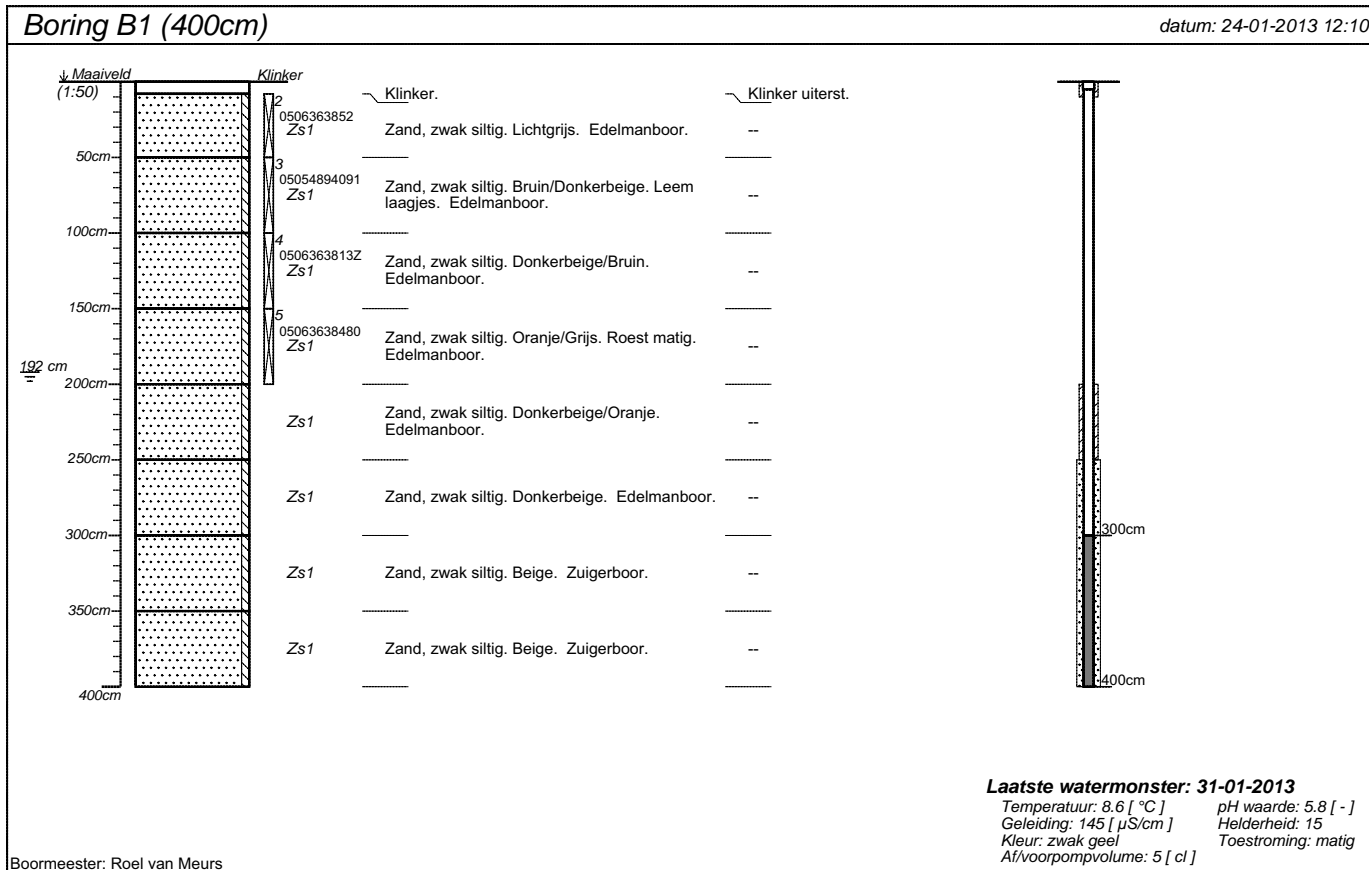 Boring B1 (400cm)
datum: 24-01-2013 12:10
Maaiveld
Klinker
(1:50)
Klinker.
Klinker uiterst.
2
0506363852
Zs1
Zand, zwak siltig. Lichtgrijs. Edelmanboor.
--
50cm
3
05054894091
Zs1
Zand, zwak siltig. Bruin/Donkerbeige. Leem
laagjes. Edelmanboor.
--
100cm
4
0506363813Z
Zs1
Zand, zwak siltig. Donkerbeige/Bruin.
Edelmanboor.
--
150cm
5
05063638480
Zs1
Zand, zwak siltig. Oranje/Grijs. Roest matig.
Edelmanboor.
--
192 cm
200cm
Zs1
Zand, zwak siltig. Donkerbeige/Oranje.
Edelmanboor.
--
250cm
Zs1
Zand, zwak siltig. Donkerbeige. Edelmanboor.
--
300cm
300cm
Zs1
Zand, zwak siltig. Beige. Zuigerboor.
--
350cm
Zs1
Zand, zwak siltig. Beige. Zuigerboor.
--
400cm
400cm
Laatste watermonster: 31-01-2013
Temperatuur: 8.6 [ °C ] pH waarde: 5.8 [ - ]
Geleiding: 145 [ µS/cm ] Helderheid: 15
Kleur: zwak geel Toestroming: matig
Af/voorpompvolume: 5 [ cl ]
Boormeester: Roel van Meurs